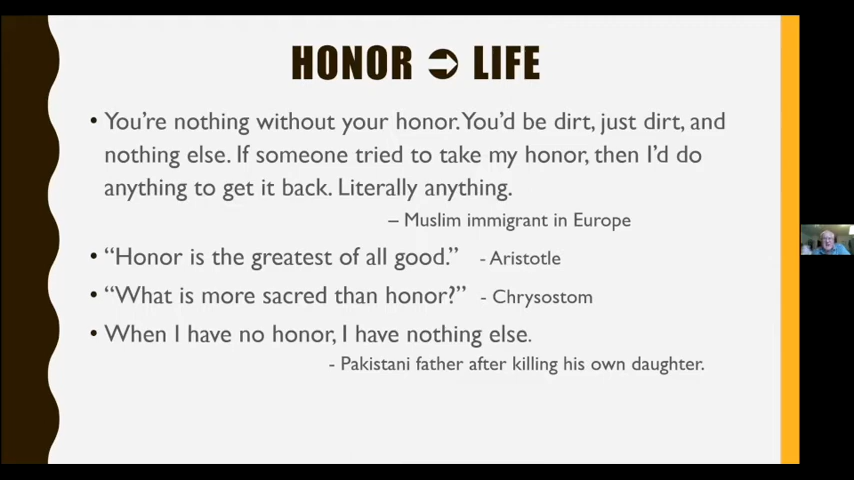 HONOR ➲ LIFE
• You're nothing without your honor. You'd be dirt, just dirt, and
nothing else. If someone tried to take my honor, then I'd do
anything to get it back. Literally anything.
– Muslim immigrant in Europe
• “Honor is the greatest of all good.” - Aristotle
• “What is more sacred than honor?” - Chrysostom
• When I have no honor, I have nothing else.
- Pakistani father after killing his own daughter.